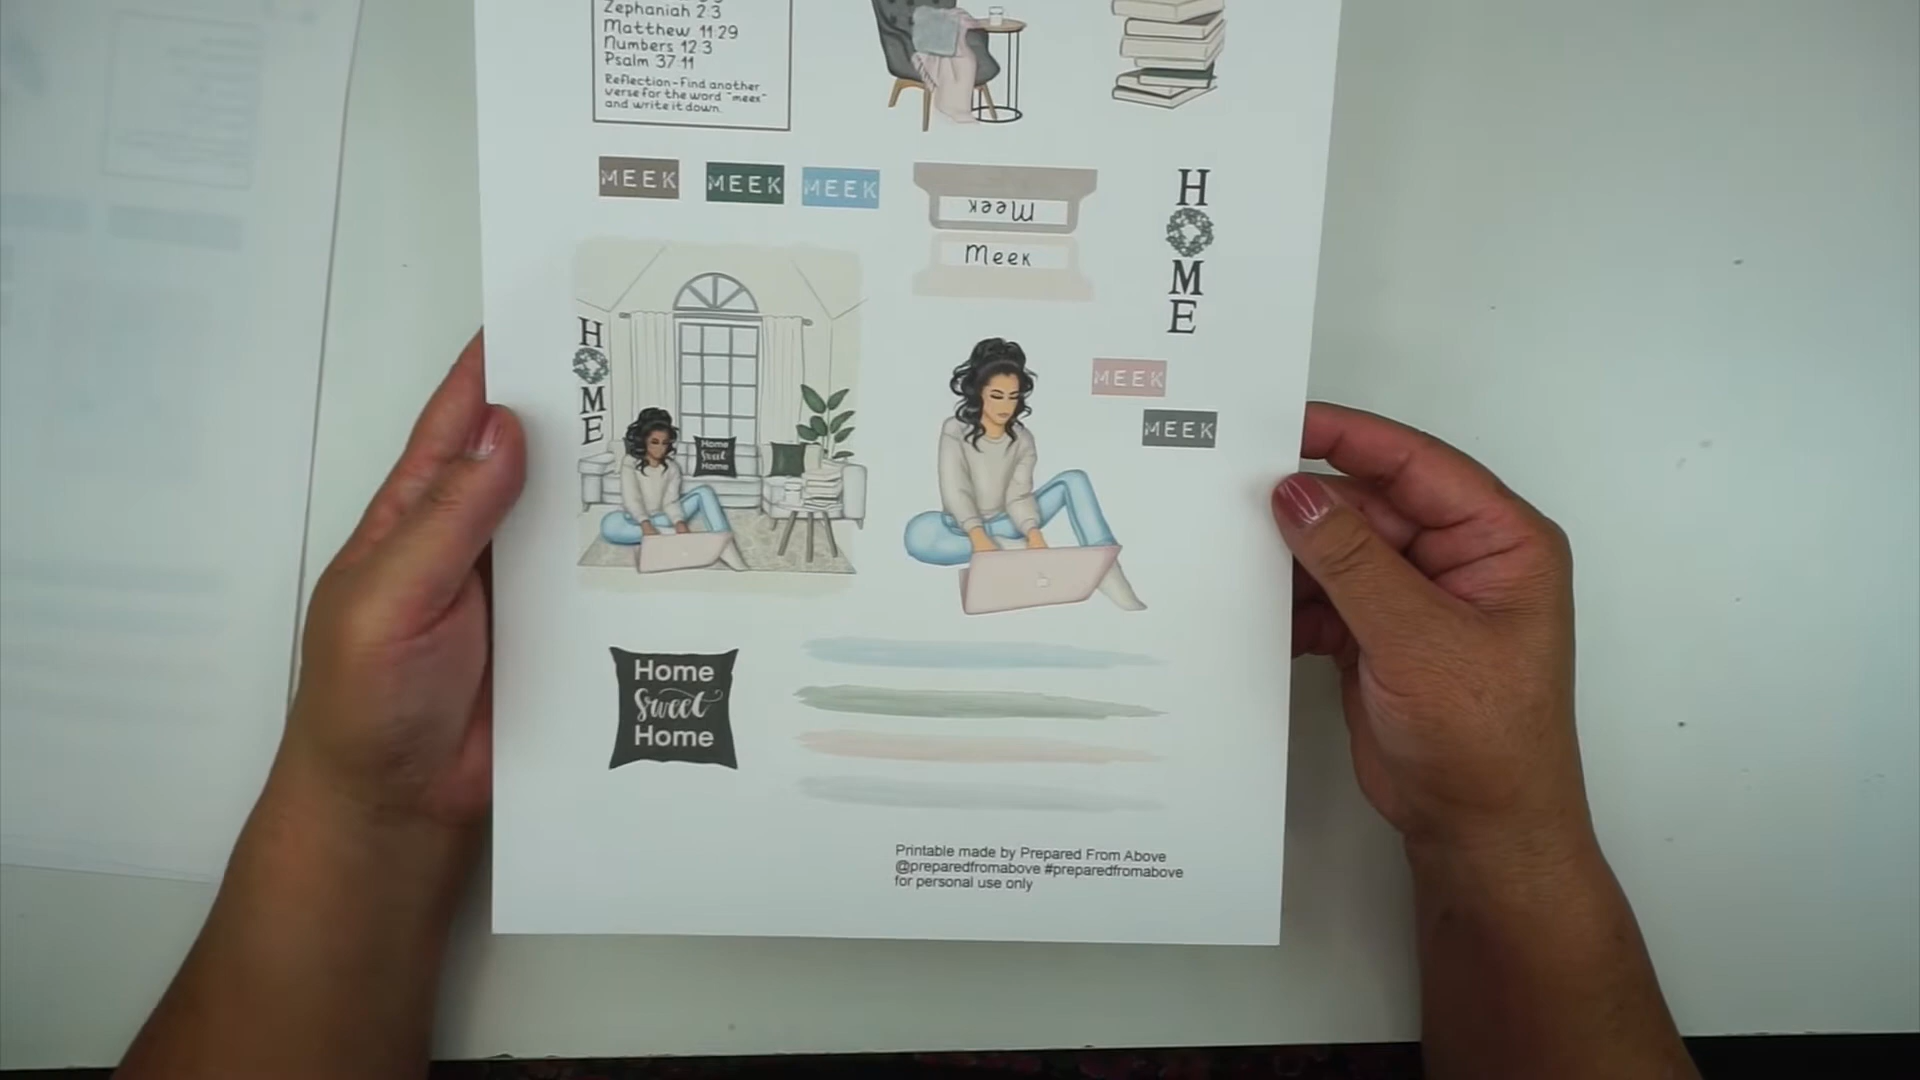 Zephaniah 2:3
Matthew 11:29
Numbers 12:3
Psalm 37:11
Reflection-Find another
verse for the word "meek"
and write it down.
MEEK
MEEK
MEEK
Meek
Meek
HOME
HOME
Home
Sweet
Home
MEEK
MEEK
Home
Sweet
Home
Printable made by Prepared From Above
@preparedfromabove #preparedfromabove
for personal use only